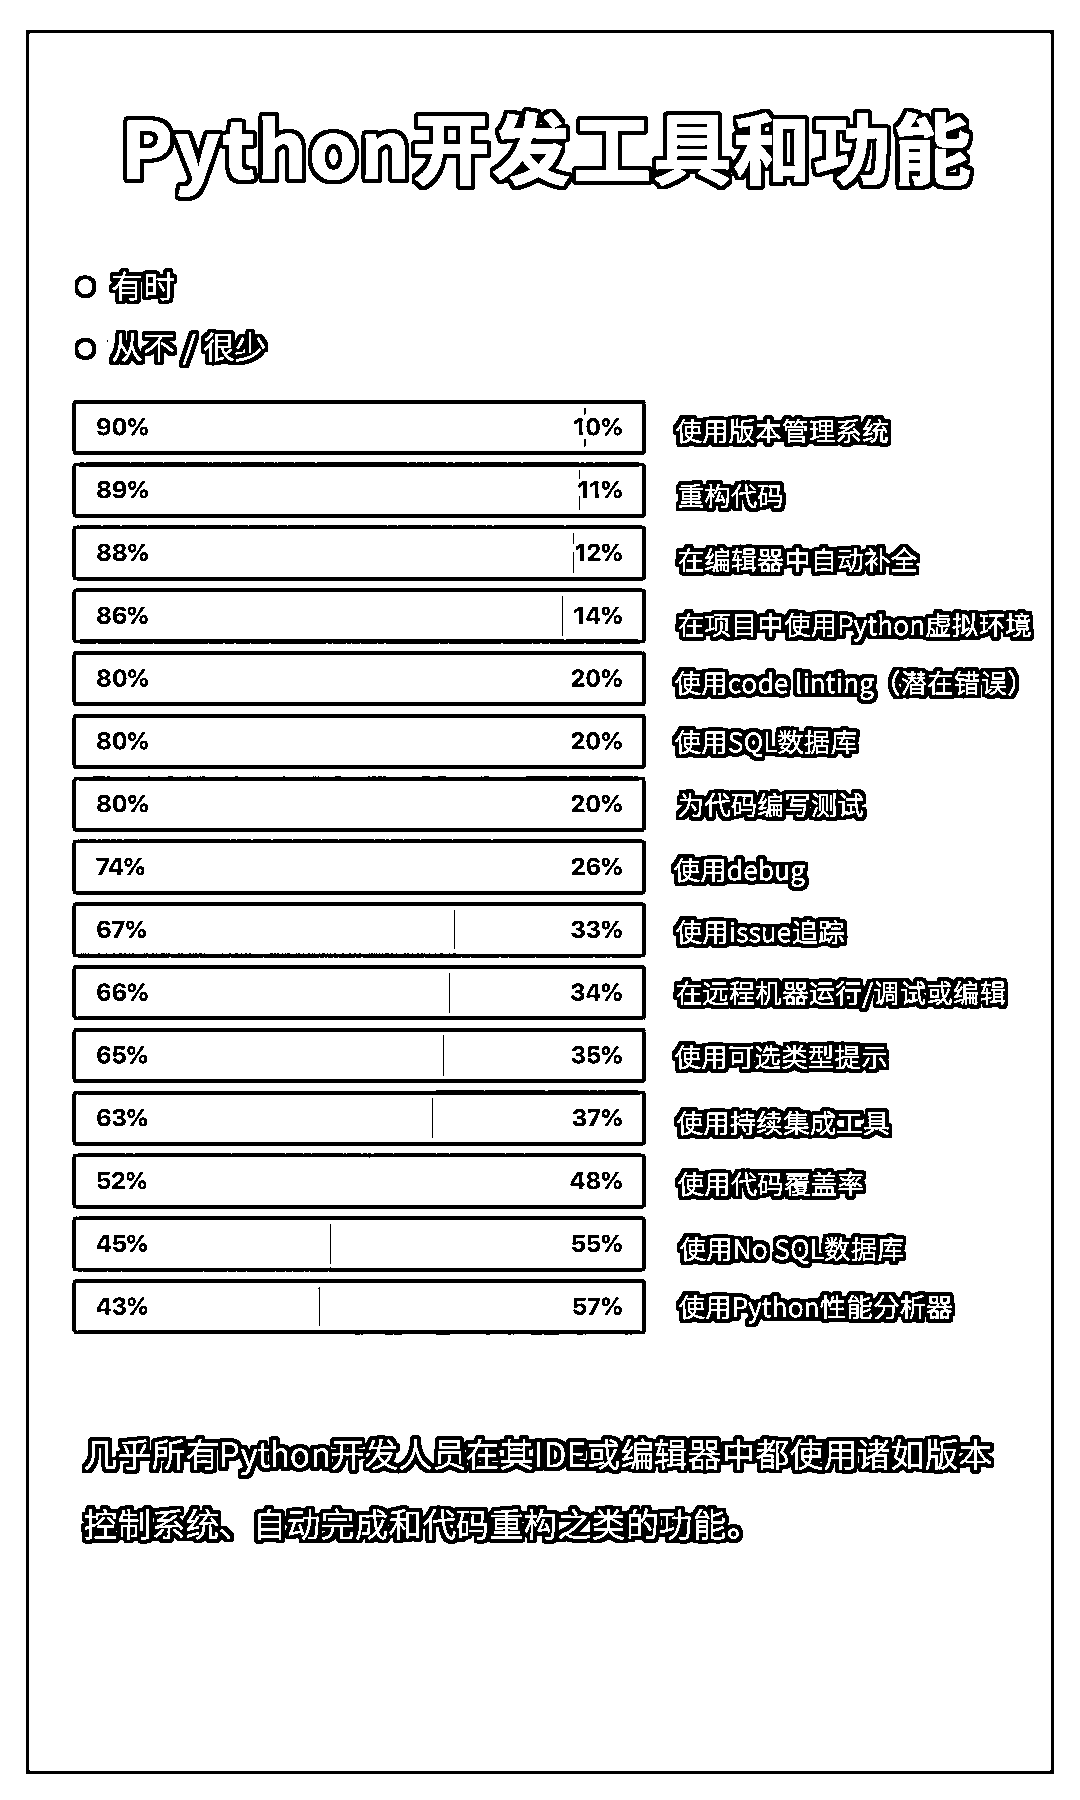 Python开发工具和功能
有时
从不 / 很少
90% 10% 使用版本管理系统
89% 11% 重构代码
88% 12% 在编辑器中自动补全
86% 14% 在项目中使用Python虚拟环境
80% 20% 使用code linting（潜在错误）
80% 20% 使用SQL数据库
80% 20% 为代码编写测试
74% 26% 使用debug
67% 33% 使用issue追踪
66% 34% 在远程机器运行/调试或编辑
65% 35% 使用可选类型提示
63% 37% 使用持续集成工具
52% 48% 使用代码覆盖率
45% 55% 使用No SQL数据库
43% 57% 使用Python性能分析器
几乎所有Python开发人员在其IDE或编辑器中都使用诸如版本
控制系统、自动完成和代码重构之类的功能。